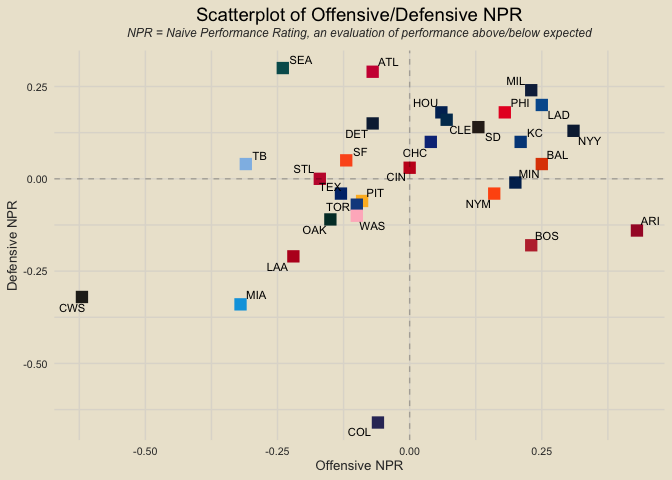 Scatterplot of Offensive/Defensive NPR
NPR = Naive Performance Rating, an evaluation of performance above/below expected
SEA
ATL
MIL
HOU
PHI
LAD
0.25
DET
CLE
SD
KC
NYY
CHC
SF
TB
BAL
STL
CIN
MIN
0.00
TEX
PIT
TOR
NYM
WAS
OAK
ARI
BOS
LAA
-0.25
MIA
CWS
-0.50
COL
-0.50
-0.25
0.00
0.25
Offensive NPR
Defensive NPR